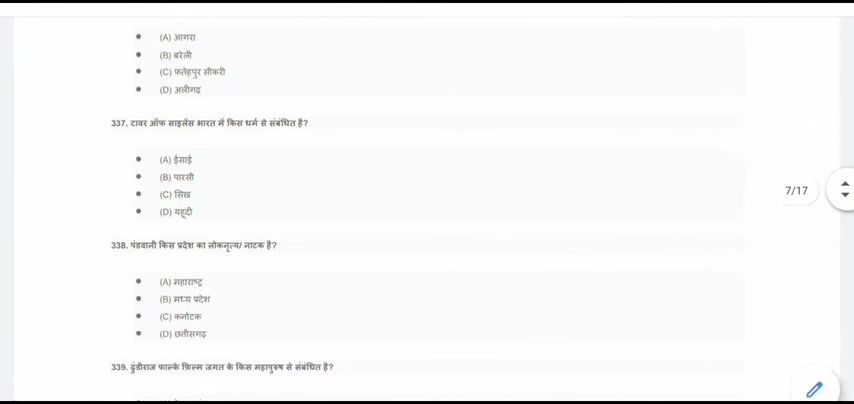 (A) आगरा
(B) बरेली
(C) फतेहपुर सीकरी
(D) अलीगढ़
337. टावर ऑफ साइलेंस भारत में किस धर्म से संबंधित है?
(A) ईसाई
(B) पारसी
(C) सिख
(D) यहूदी
7/17
338. पंडवानी किस प्रदेश का लोकनृत्य/ नाटक है?
(A) महाराष्ट्र
(B) मध्य प्रदेश
(C) कर्नाटक
(D) छत्तीसगढ़
339. ढुंडीराज फाल्के फ़िल्म जगत के किस महापुरुष से संबंधित है?